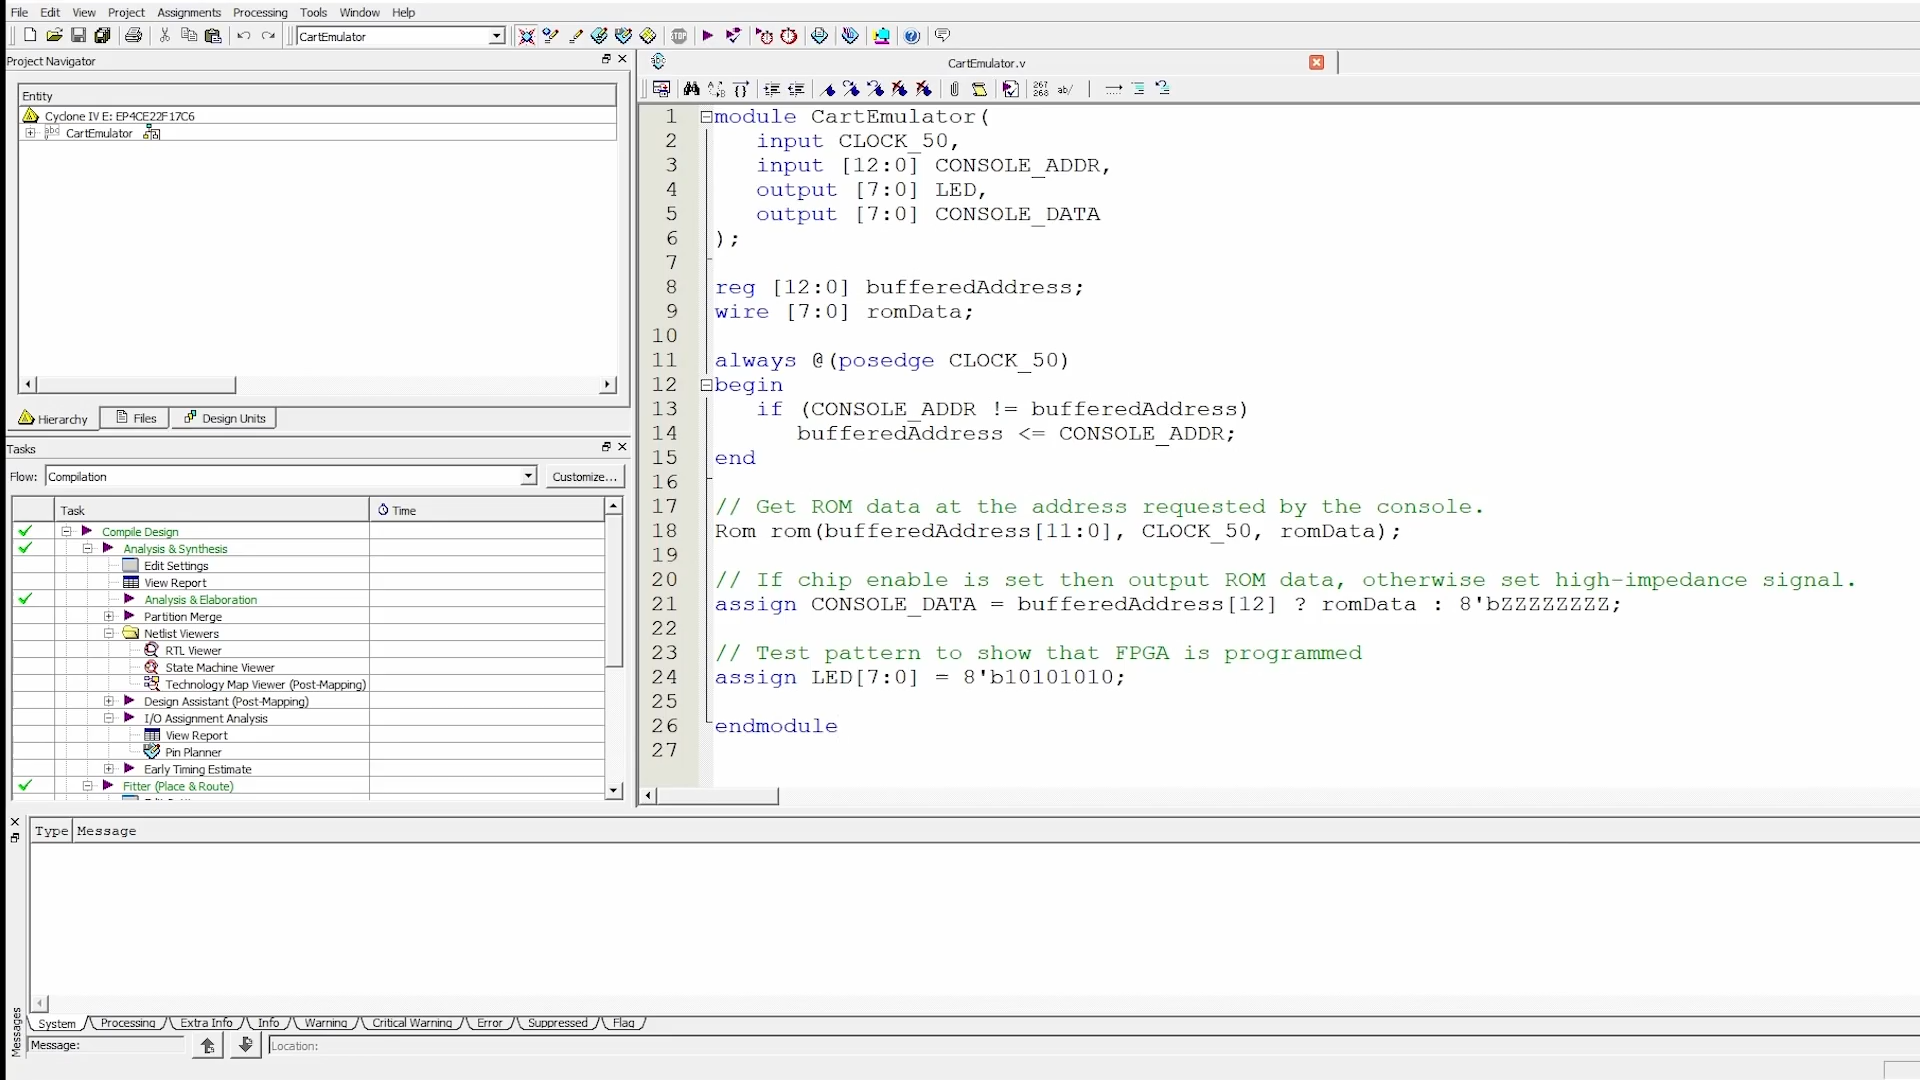 File Edit View Project Assignments Processing Tools Window Help
CartEmulator
STOP
Project Navigator
Entity
Cyclone IV E: EP4CE22F17C6
CartEmulator
Hierarchy Files Design Units
Tasks
Flow: Compilation Customize...
Task Time
Compile Design
Analysis & Synthesis
Edit Settings
View Report
Analysis & Elaboration
Partition Merge
Netlist Viewers
RTL Viewer
State Machine Viewer
Technology Map Viewer (Post-Mapping)
Design Assistant (Post-Mapping)
I/O Assignment Analysis
View Report
Pin Planner
Early Timing Estimate
Fitter (Place & Route)
CartEmulator.v
267
268 ab/
1 module CartEmulator(
2 input CLOCK_50,
3 input [12:0] CONSOLE_ADDR,
4 output [7:0] LED,
5 output [7:0] CONSOLE_DATA
6 );
7
8 reg [12:0] bufferedAddress;
9 wire [7:0] romData;
10
11 always @(posedge CLOCK_50)
12 begin
13 if (CONSOLE_ADDR != bufferedAddress)
14 bufferedAddress <= CONSOLE_ADDR;
15 end
16
17 // Get ROM data at the address requested by the console.
18 Rom rom(bufferedAddress[11:0], CLOCK_50, romData);
19
20 // If chip enable is set then output ROM data, otherwise set high-impedance signal.
21 assign CONSOLE_DATA = bufferedAddress[12] ? romData : 8'bZZZZZZZZ;
22
23 // Test pattern to show that FPGA is programmed
24 assign LED[7:0] = 8'b10101010;
25
26 endmodule
27
Type Message
System Processing Extra Info Info Warning Critical Warning Error Suppressed Flag
Messages
Message: Location: